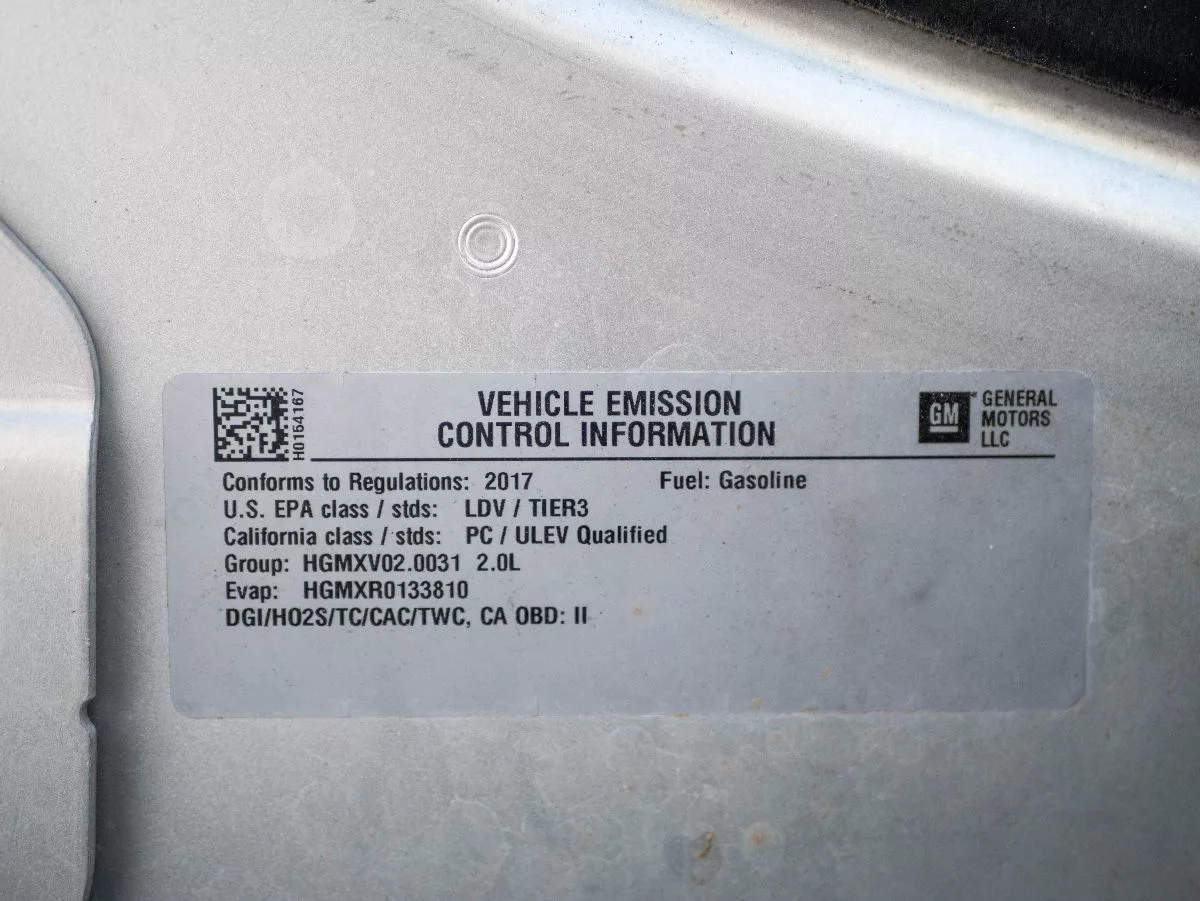 H0154167
VEHICLE EMISSION
CONTROL INFORMATION
GM
GENERAL
MOTORS
LLC
Conforms to Regulations: 2017 Fuel: Gasoline
U.S. EPA class / stds: LDV / TIER3
California class / stds: PC / ULEV Qualified
Group: HGMXV02.0031 2.0L
Evap: HGMXR0133810
DGI/HO2S/TC/CAC/TWC, CA OBD: II